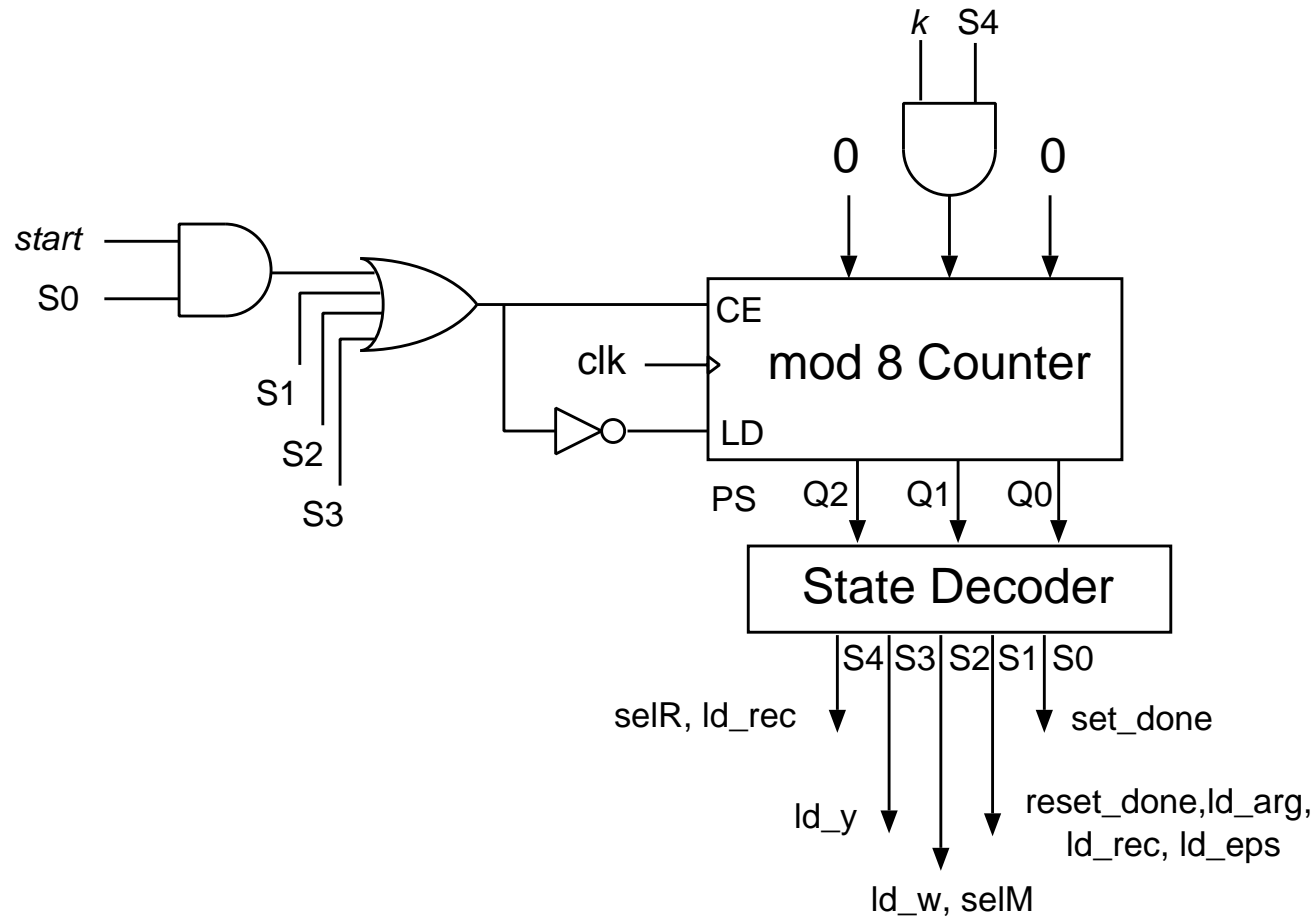 k S4
0 0
start
S0
S1
S2
S3
CE
clk
mod 8 Counter
LD
PS Q2 Q1 Q0
State Decoder
S4 S3 S2 S1 S0
selR, ld_rec
set_done
ld_y
reset_done,ld_arg,
ld_rec, ld_eps
ld_w, selM